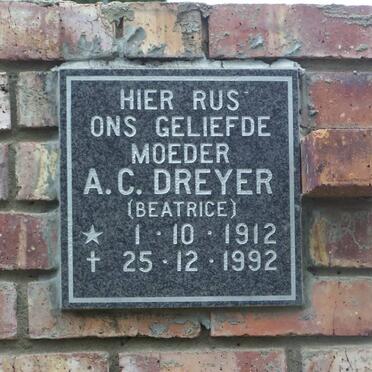 HIER RUS
ONS GELIEFDE
MOEDER
A.C. DREYER
(BEATRICE)
★ 1·10·1912
✝ 25·12·1992